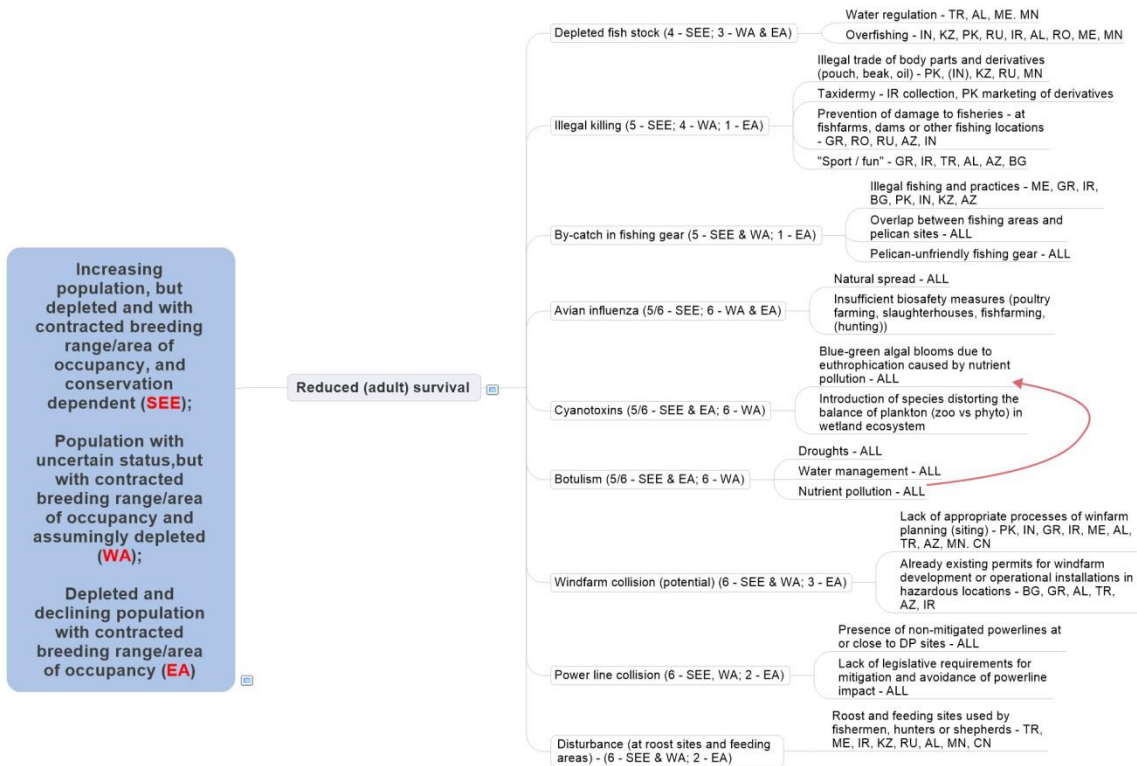 Increasing
population, but
depleted and with
contracted breeding
range/area of
occupancy, and
conservation
dependent (SEE);
Population with
uncertain status,but
with contracted
breeding range/area
of occupancy and
assumingly depleted
(WA);
Depleted and
declining population
with contracted
breeding range/area
of occupancy (EA)
Reduced (adult) survival
Depleted fish stock (4 - SEE; 3 - WA & EA)
Water regulation - TR, AL, ME. MN
Overfishing - IN, KZ, PK, RU, IR, AL, RO, ME, MN
Illegal killing (5 - SEE; 4 - WA; 1 - EA)
Illegal trade of body parts and derivatives
(pouch, beak, oil) - PK, (IN), KZ, RU, MN
Taxidermy - IR collection, PK marketing of derivatives
Prevention of damage to fisheries - at
fishfarms, dams or other fishing locations
- GR, RO, RU, AZ, IN
"Sport / fun" - GR, IR, TR, AL, AZ, BG
By-catch in fishing gear (5 - SEE & WA; 1 - EA)
Illegal fishing and practices - ME, GR, IR,
BG, PK, IN, KZ, AZ
Overlap between fishing areas and
pelican sites - ALL
Pelican-unfriendly fishing gear - ALL
Avian influenza (5/6 - SEE; 6 - WA & EA)
Natural spread - ALL
Insufficient biosafety measures (poultry
farming, slaughterhouses, fishfarming,
(hunting))
Cyanotoxins (5/6 - SEE & EA; 6 - WA)
Blue-green algal blooms due to
euthrophication caused by nutrient
pollution - ALL
Introduction of species distorting the
balance of plankton (zoo vs phyto) in
wetland ecosystem
Botulism (5/6 - SEE & EA; 6 - WA)
Droughts - ALL
Water management - ALL
Nutrient pollution - ALL
Windfarm collision (potential) (6 - SEE & WA; 3 - EA)
Lack of appropriate processes of winfarm
planning (siting) - PK, IN, GR, IR, ME, AL,
TR, AZ, MN. CN
Already existing permits for windfarm
development or operational installations in
hazardous locations - BG, GR, AL, TR,
AZ, IR
Power line collision (6 - SEE, WA; 2 - EA)
Presence of non-mitigated powerlines at
or close to DP sites - ALL
Lack of legislative requirements for
mitigation and avoidance of powerline
impact - ALL
Disturbance (at roost sites and feeding
areas) - (6 - SEE & WA; 2 - EA)
Roost and feeding sites used by
fishermen, hunters or shepherds - TR,
ME, IR, KZ, RU, AL, MN, CN